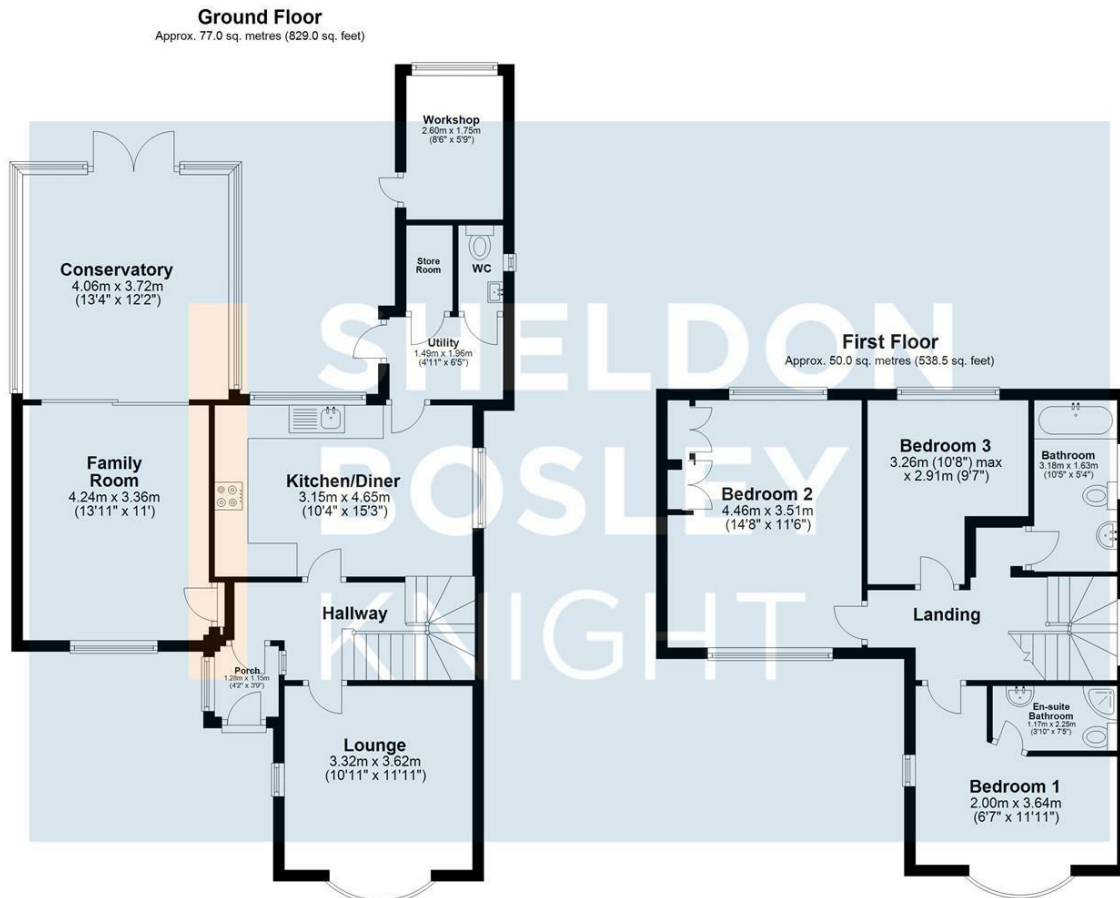 Ground Floor
Approx. 77.0 sq. metres (829.0 sq. feet)
Workshop
2.60m x 1.75m
(8'6" x 5'9")
Conservatory
4.06m x 3.72m
(13'4" x 12'2")
Store
Room
WC
Utility
1.49m x 1.96m
(4'11" x 6'5")
Family
Room
4.24m x 3.36m
(13'11" x 11')
Kitchen/Diner
3.15m x 4.65m
(10'4" x 15'3")
Hallway
Porch
1.28m x 1.15m
(4'2" x 3'9")
Lounge
3.32m x 3.62m
(10'11" x 11'11")
First Floor
Approx. 50.0 sq. metres (538.5 sq. feet)
Bedroom 2
4.46m x 3.51m
(14'8" x 11'6")
Bedroom 3
3.26m (10'8") max
x 2.91m (9'7")
Bathroom
3.18m x 1.63m
(10'5" x 5'4")
Landing
En-suite
Bathroom
1.17m x 2.25m
(3'10" x 7'5")
Bedroom 1
2.00m x 3.64m
(6'7" x 11'11")
SHELDON
BOSLEY
KNIGHT